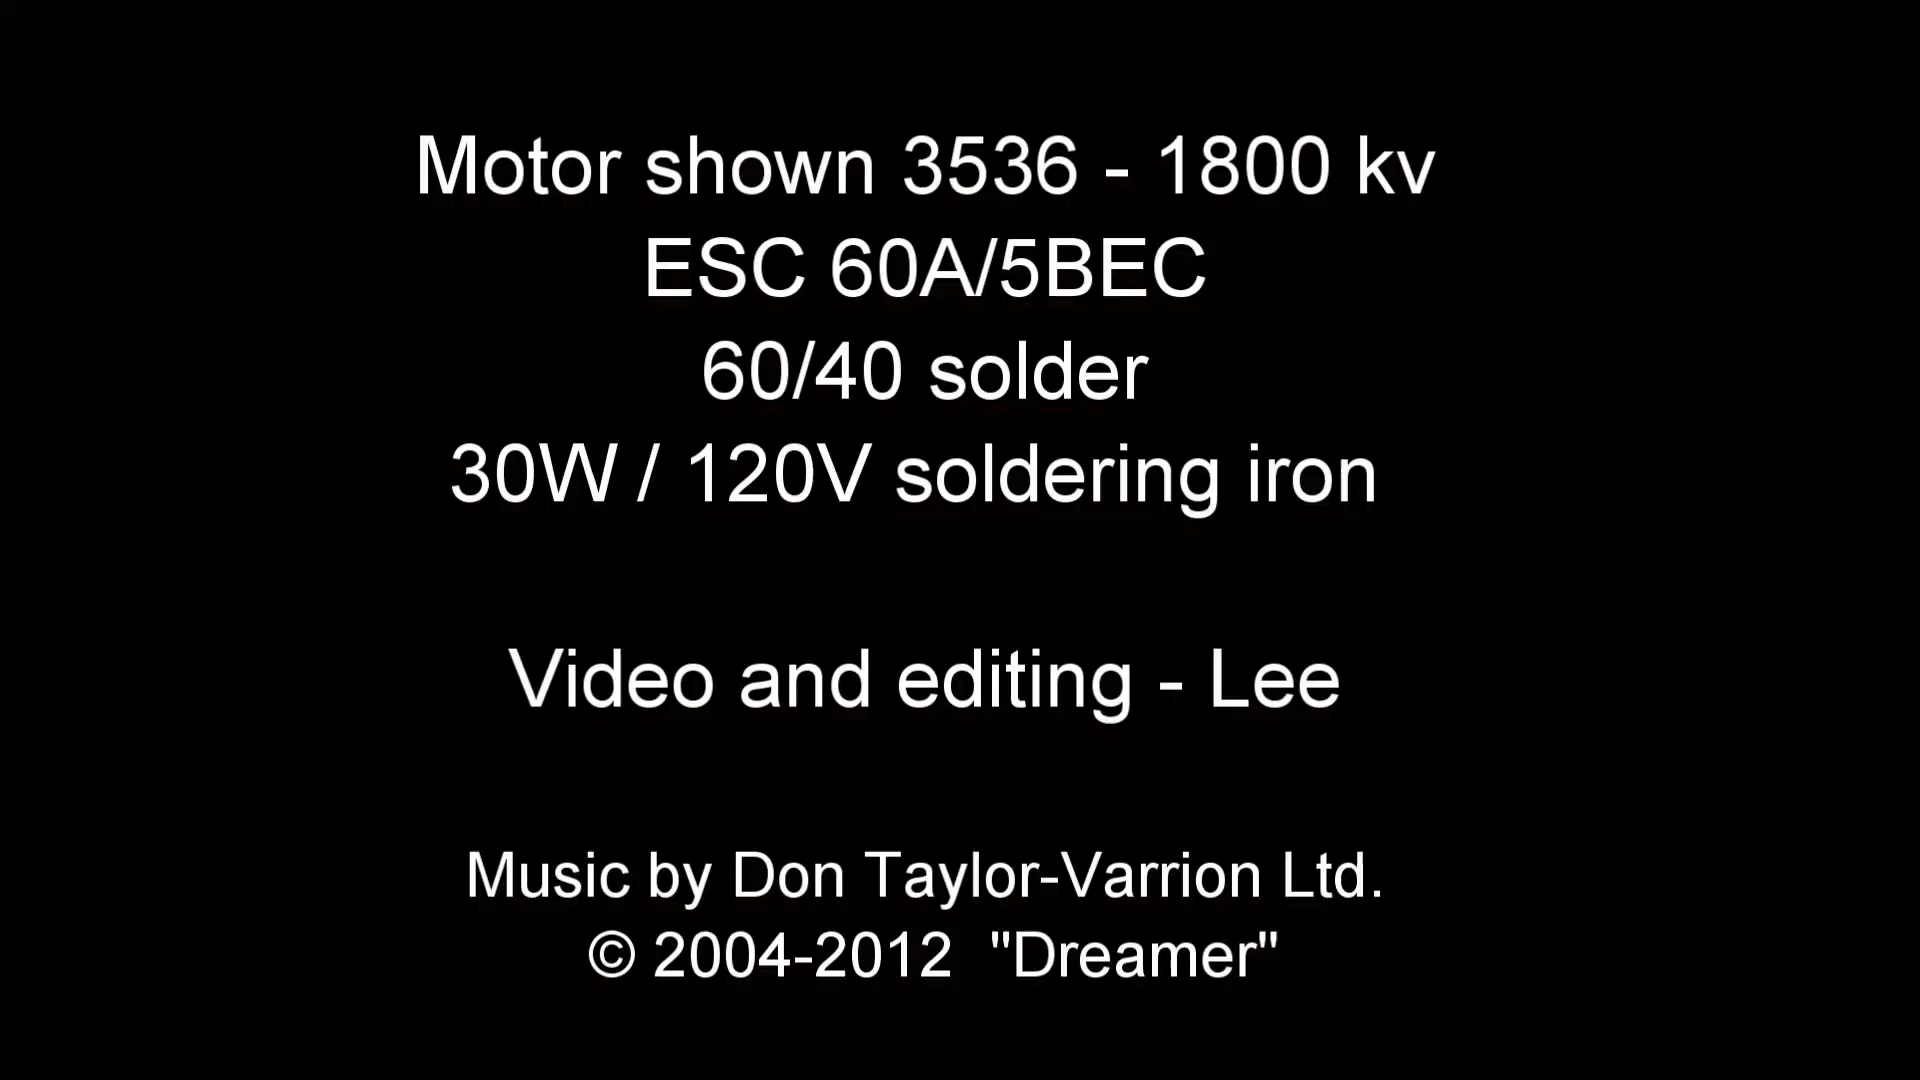 Motor shown 3536 - 1800 kv
ESC 60A/5BEC
60/40 solder
30W / 120V soldering iron
Video and editing - Lee
Music by Don Taylor-Varrion Ltd.
© 2004-2012 "Dreamer"